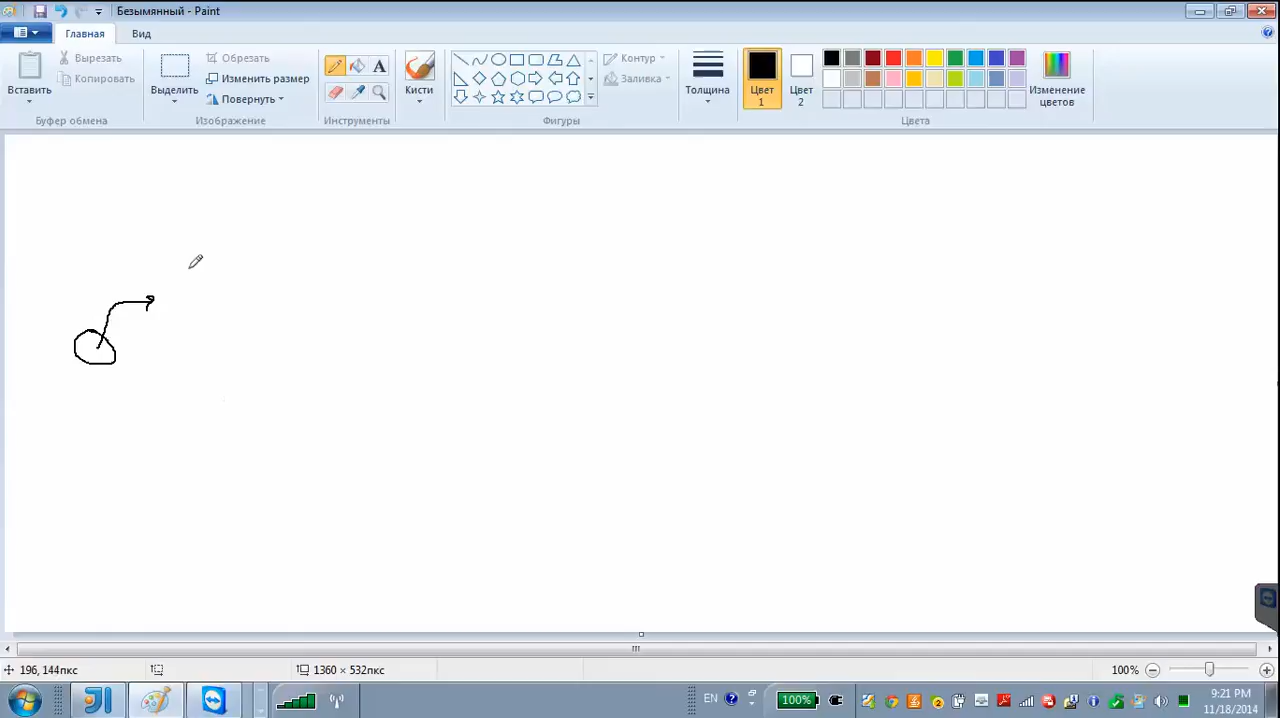 Безымянный - Paint
Главная Вид
Вставить
Вырезать
Копировать
Буфер обмена
Выделить
Обрезать
Изменить размер
Повернуть
Изображение
A
Инструменты
Кисти
Контур
Заливка
Фигуры
Толщина
Цвет 1
Цвет 2
Изменение цветов
Цвета
196, 144пкс
1360 × 532пкс
100%
EN
100%
9:21 PM
11/18/2014